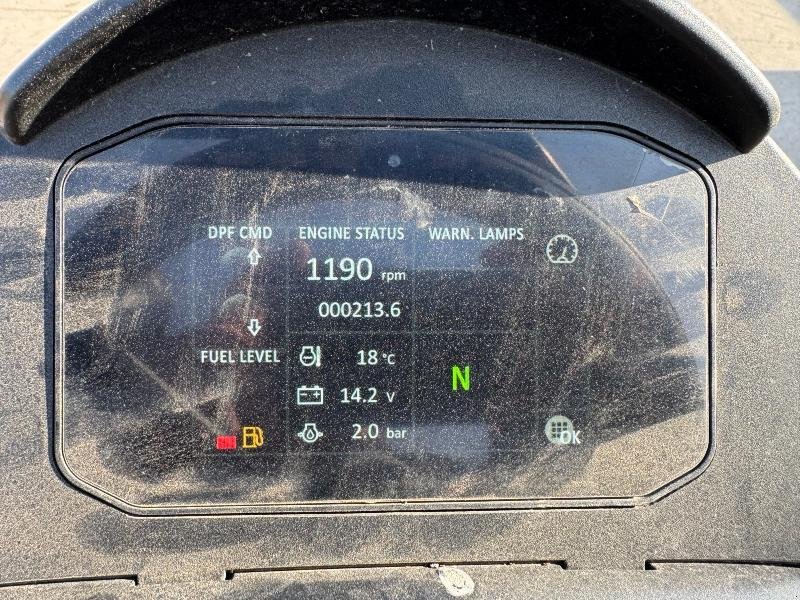 DPF CMD ENGINE STATUS WARN. LAMPS
1190 rpm
000213.6
FUEL LEVEL 18 °C
14.2 V
N
2.0 bar
OK